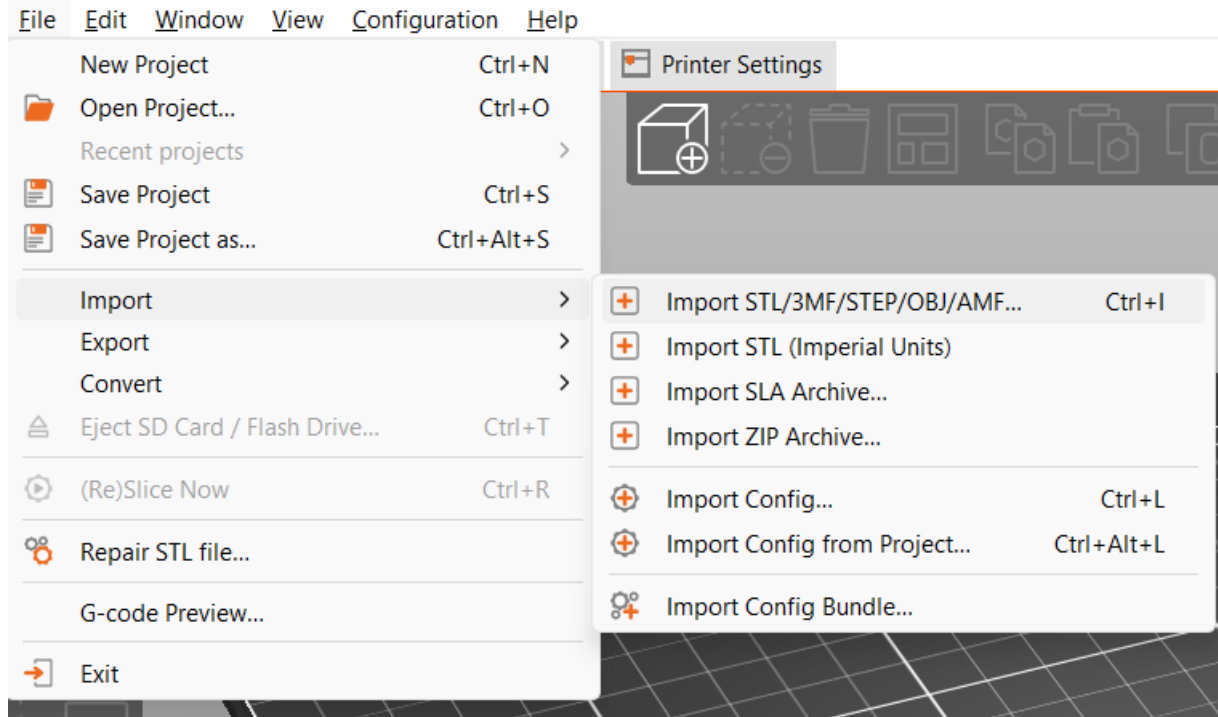 File Edit Window View Configuration Help
New Project Ctrl+N
Open Project... Ctrl+O
Recent projects
Save Project Ctrl+S
Save Project as... Ctrl+Alt+S
Import
Export
Convert
Eject SD Card / Flash Drive... Ctrl+T
(Re)Slice Now Ctrl+R
Repair STL file...
G-code Preview...
Exit
Printer Settings
Import STL/3MF/STEP/OBJ/AMF... Ctrl+I
Import STL (Imperial Units)
Import SLA Archive...
Import ZIP Archive...
Import Config... Ctrl+L
Import Config from Project... Ctrl+Alt+L
Import Config Bundle...